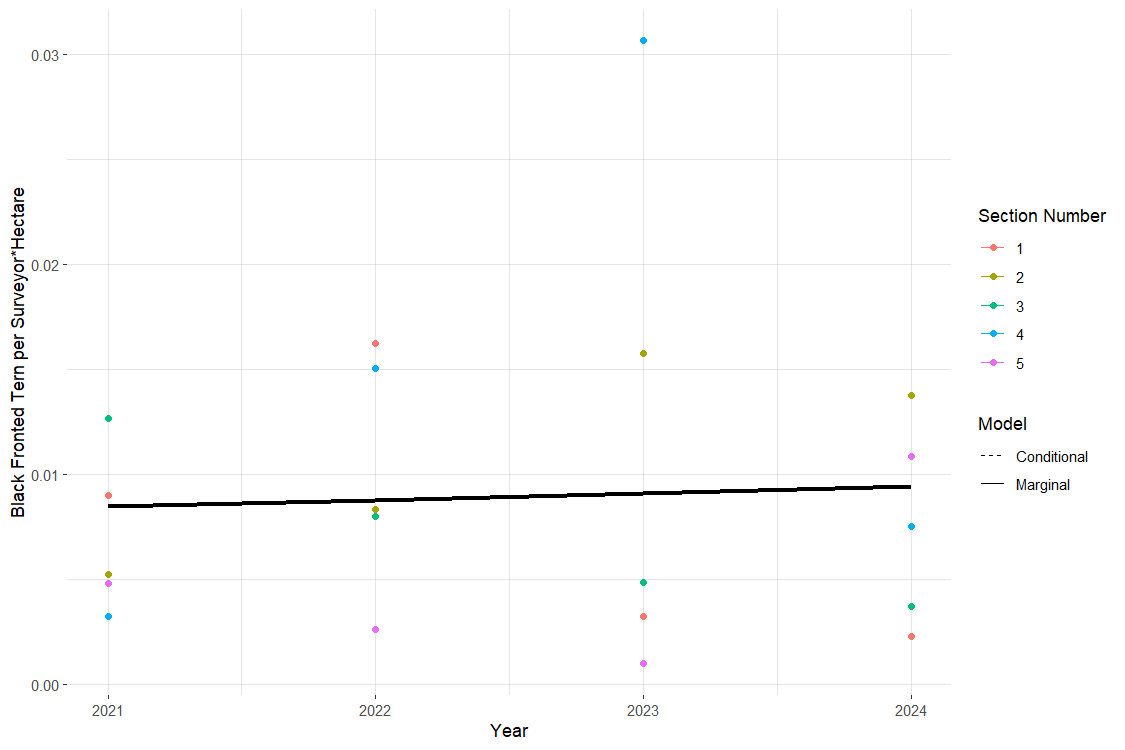 Black Fronted Tern per Surveyor*Hectare
0.03
0.02
0.01
0.00
2021
2022
2023
2024
Year
Section Number
1
2
3
4
5
Model
Conditional
Marginal